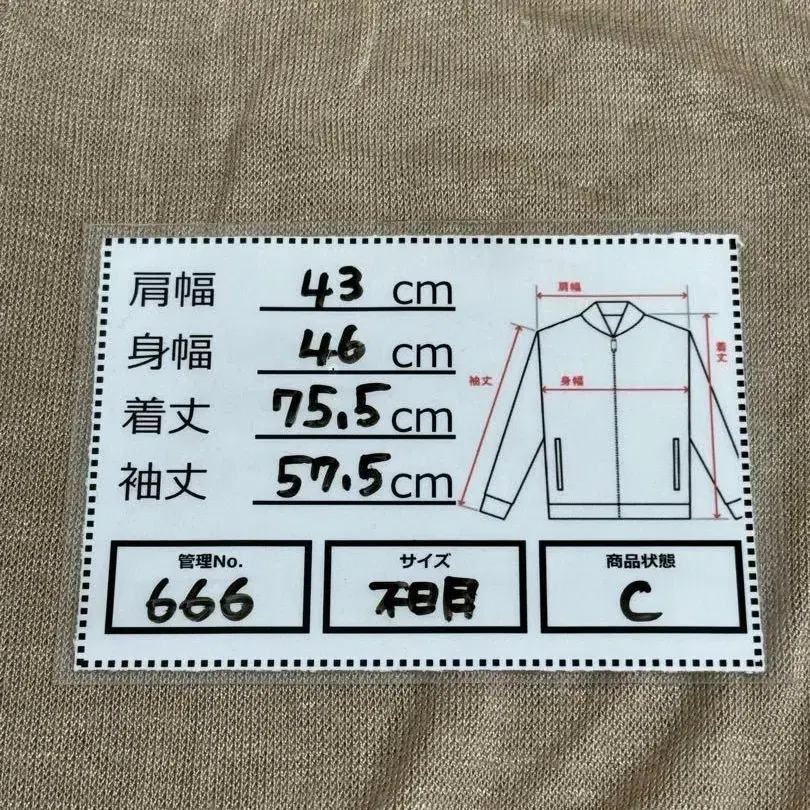 肩幅 43 cm
身幅 46 cm
着丈 75.5 cm
袖丈 57.5 cm
肩幅
身幅
袖丈
着丈
管理No.
666
サイズ
不明
商品状態
C